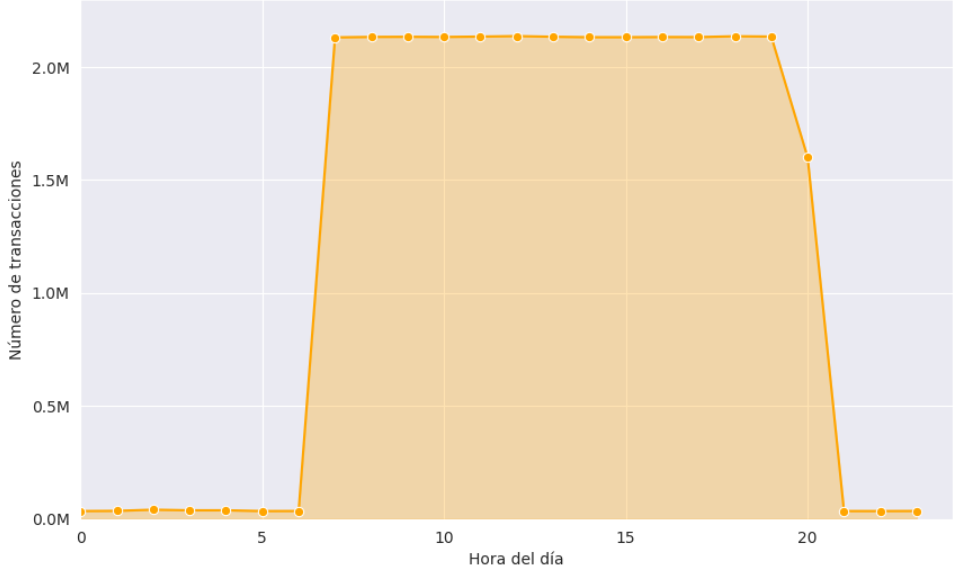 2.0M
1.5M
1.0M
0.5M
0.0M
Número de transacciones
0 5 10 15 20
Hora del día